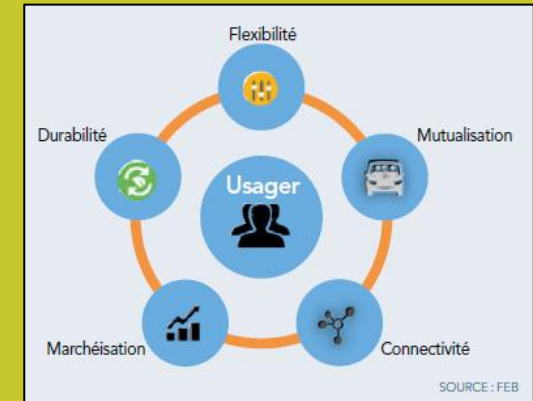 Flexibilité
Durabilité
Mutualisation
Usager
Marchéisation
Connectivité
SOURCE : FEB